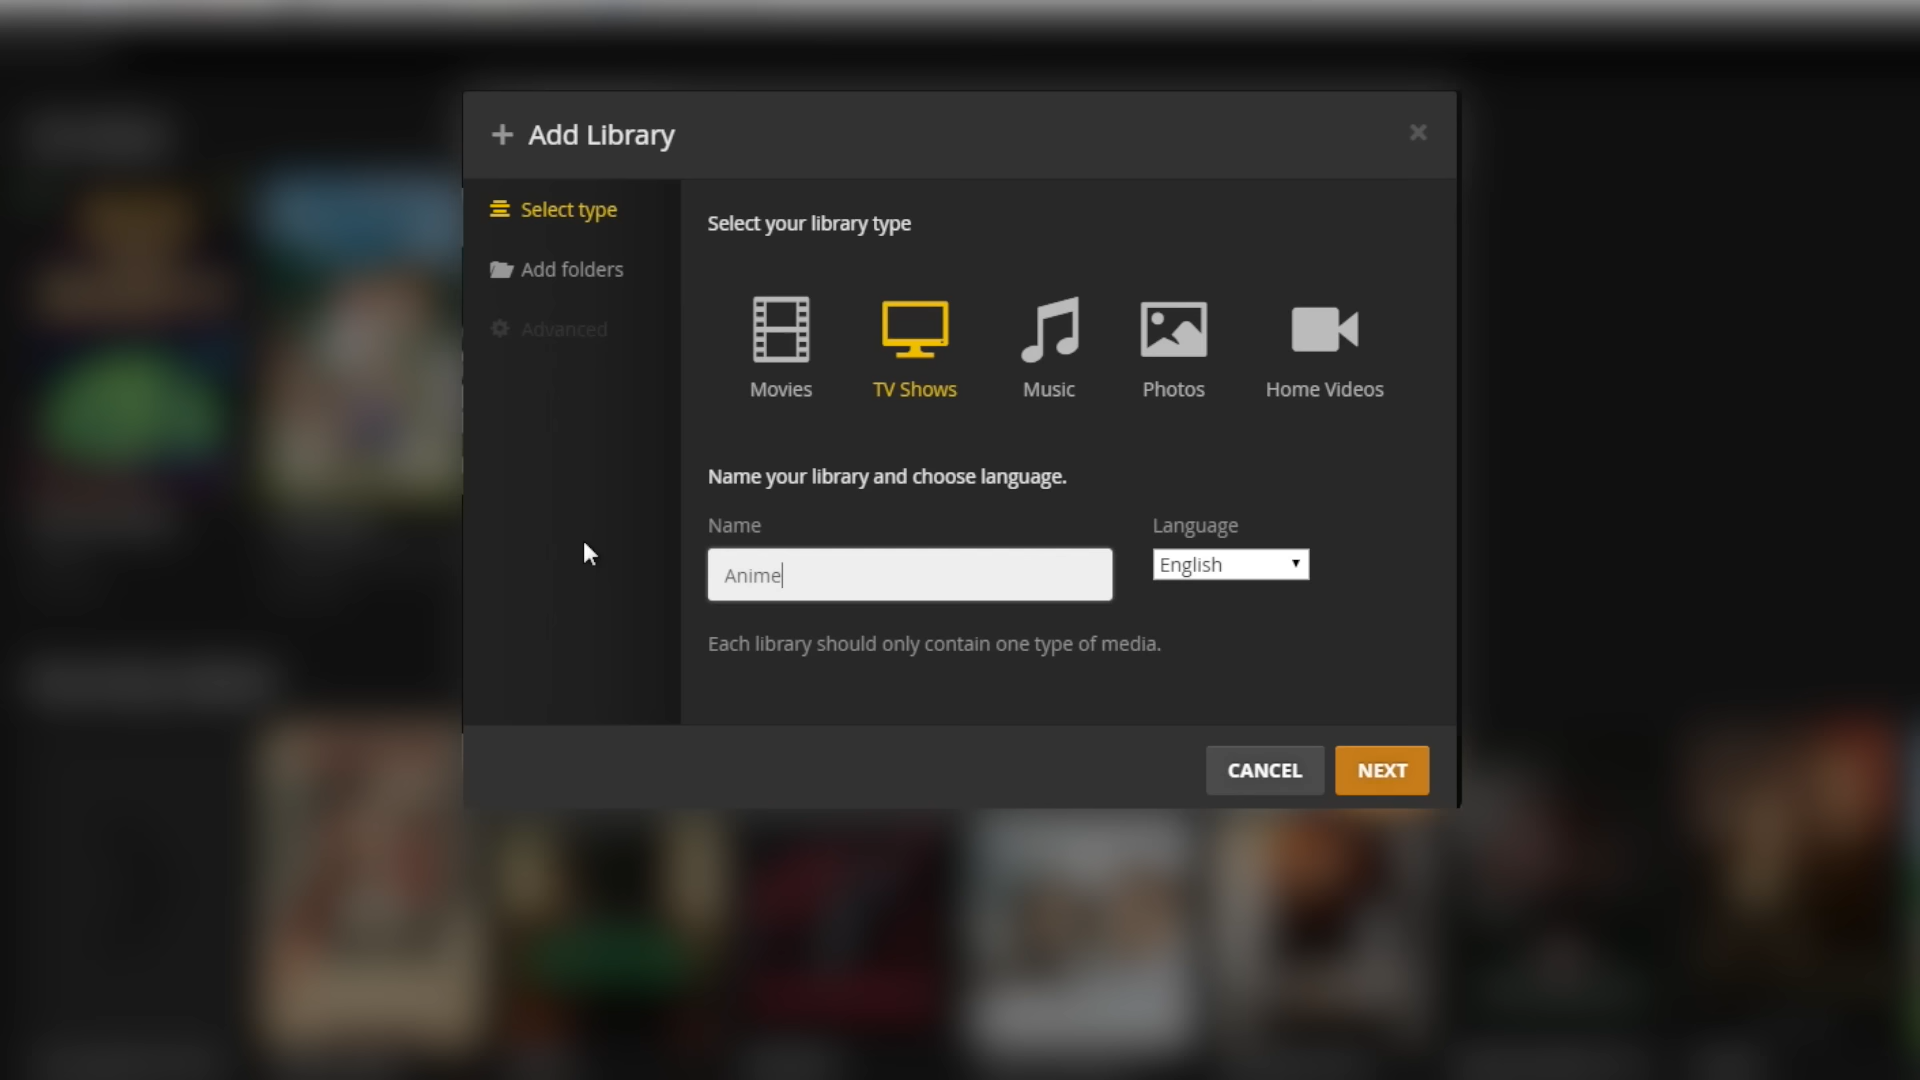 Add Library
Select type
Add folders
Advanced
Select your library type
Movies
TV Shows
Music
Photos
Home Videos
Name your library and choose language.
Name
Language
Anime
English
Each library should only contain one type of media.
CANCEL
NEXT